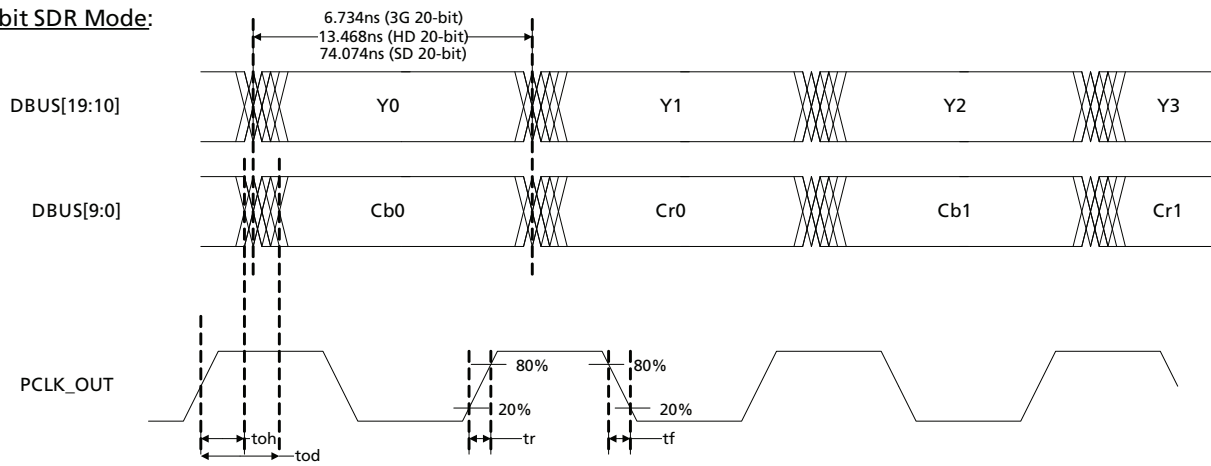 bit SDR Mode:
6.734ns (3G 20-bit)
13.468ns (HD 20-bit)
74.074ns (SD 20-bit)
DBUS[19:10]
Y0
Y1
Y2
Y3
DBUS[9:0]
Cb0
Cr0
Cb1
Cr1
PCLK_OUT
80%
80%
20%
20%
toh
tr
tf
tod